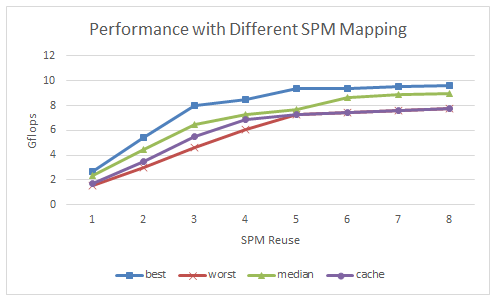 Performance with Different SPM Mapping
12
10
8
6
4
2
0
Gflops
1 2 3 4 5 6 7 8
SPM Reuse
best worst median cache